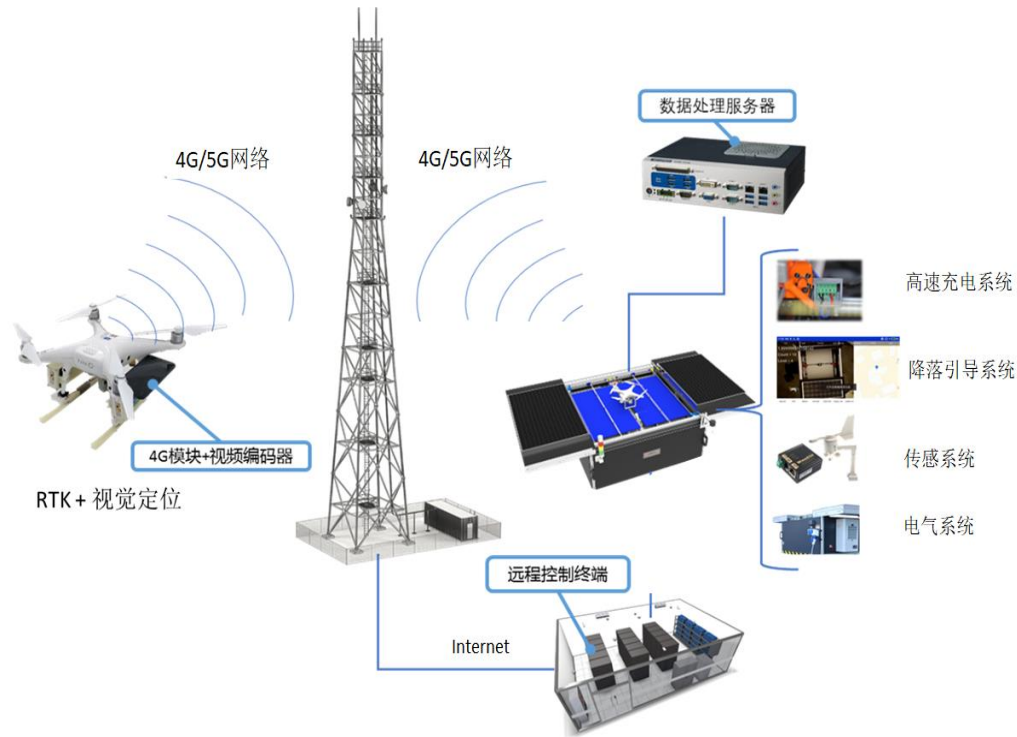 数据处理服务器
4G/5G网络
4G/5G网络
高速充电系统
降落引导系统
4G模块+视频编码器
传感系统
RTK + 视觉定位
电气系统
远程控制终端
Internet